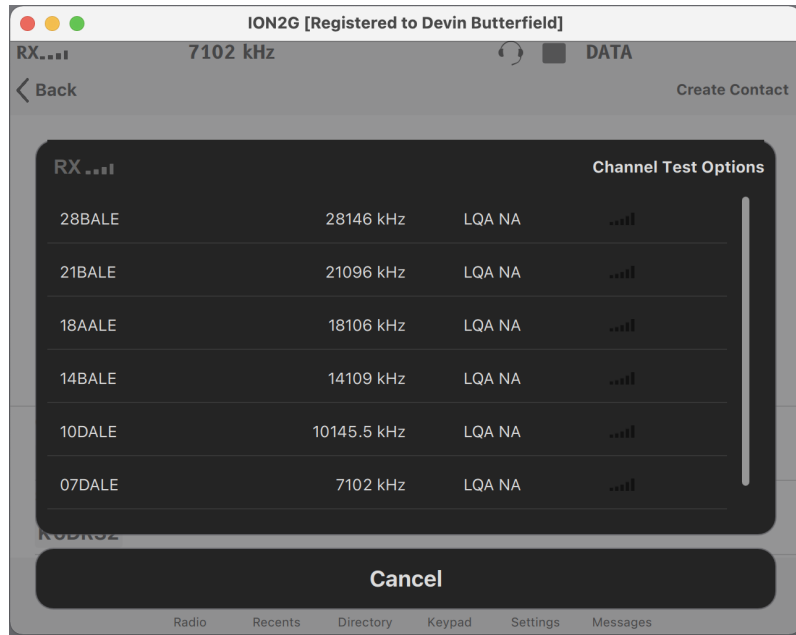 ION2G [Registered to Devin Butterfield]
RX 7102 kHz DATA
Back Create Contact
RX Channel Test Options
28BALE 28146 kHz LQA NA
21BALE 21096 kHz LQA NA
18AALE 18106 kHz LQA NA
14BALE 14109 kHz LQA NA
10DALE 10145.5 kHz LQA NA
07DALE 7102 kHz LQA NA
Cancel
Radio Recents Directory Keypad Settings Messages